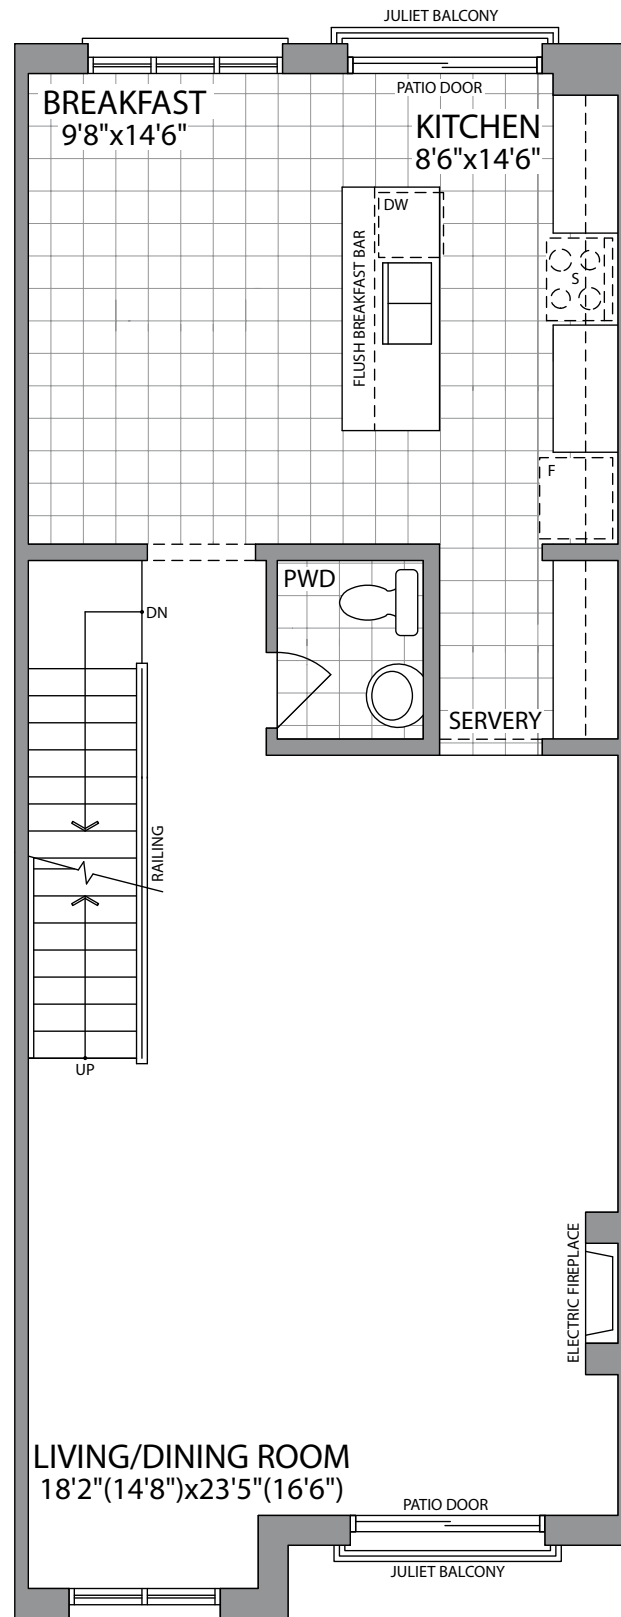 JULIET BALCONY
PATIO DOOR
BREAKFAST
9'8"x14'6"
KITCHEN
8'6"x14'6"
DW
FLUSH BREAKFAST BAR
S
F
PWD
DN
SERVERY
RAILING
UP
ELECTRIC FIREPLACE
LIVING/DINING ROOM
18'2"(14'8")x23'5"(16'6")
PATIO DOOR
JULIET BALCONY